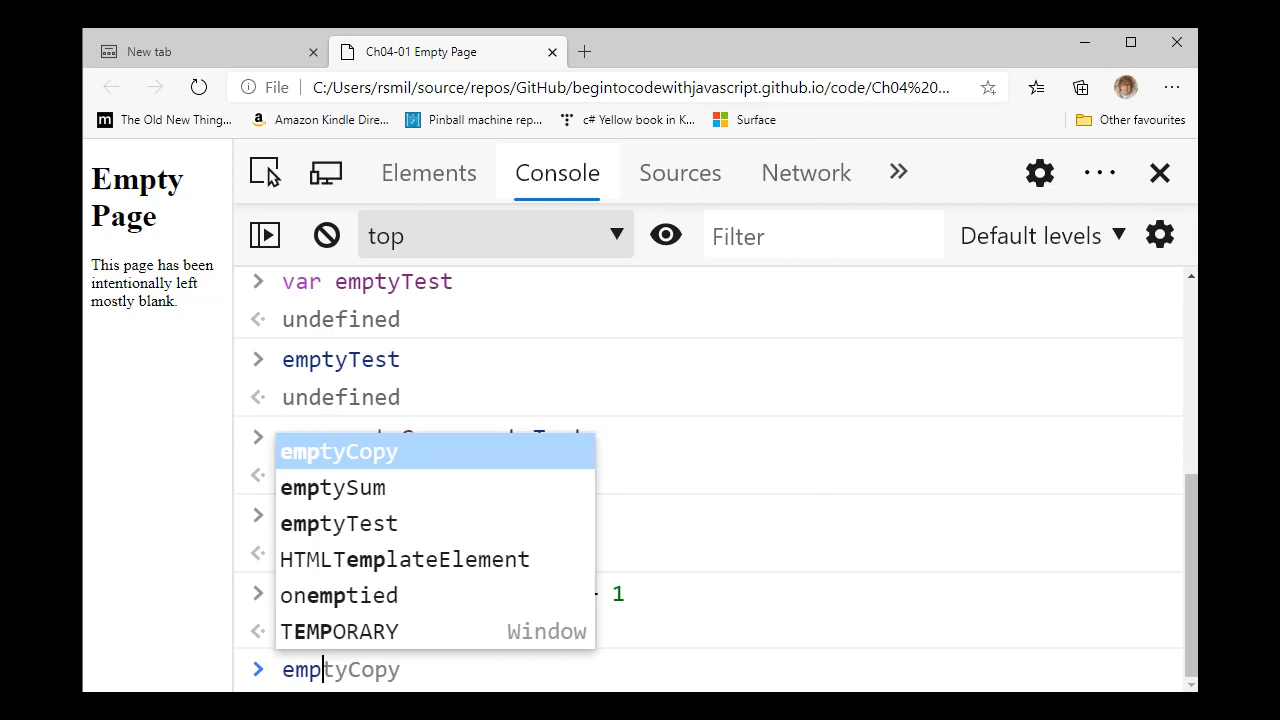 New tab
Ch04-01 Empty Page
File
C:/Users/rsmil/source/repos/GitHub/begintocodewithjavascript.github.io/code/Ch04%20...
The Old New Thing...
Amazon Kindle Dire...
Pinball machine rep...
c# Yellow book in K...
Surface
Other favourites
Empty
Page
This page has been
intentionally left
mostly blank.
Elements
Console
Sources
Network
top
Filter
Default levels
var emptyTest
undefined
emptyTest
undefined
emptyCopy
emptySum
emptyTest
HTMLTemplateElement
onemptied
TEMPORARY Window
1
emptyCopy